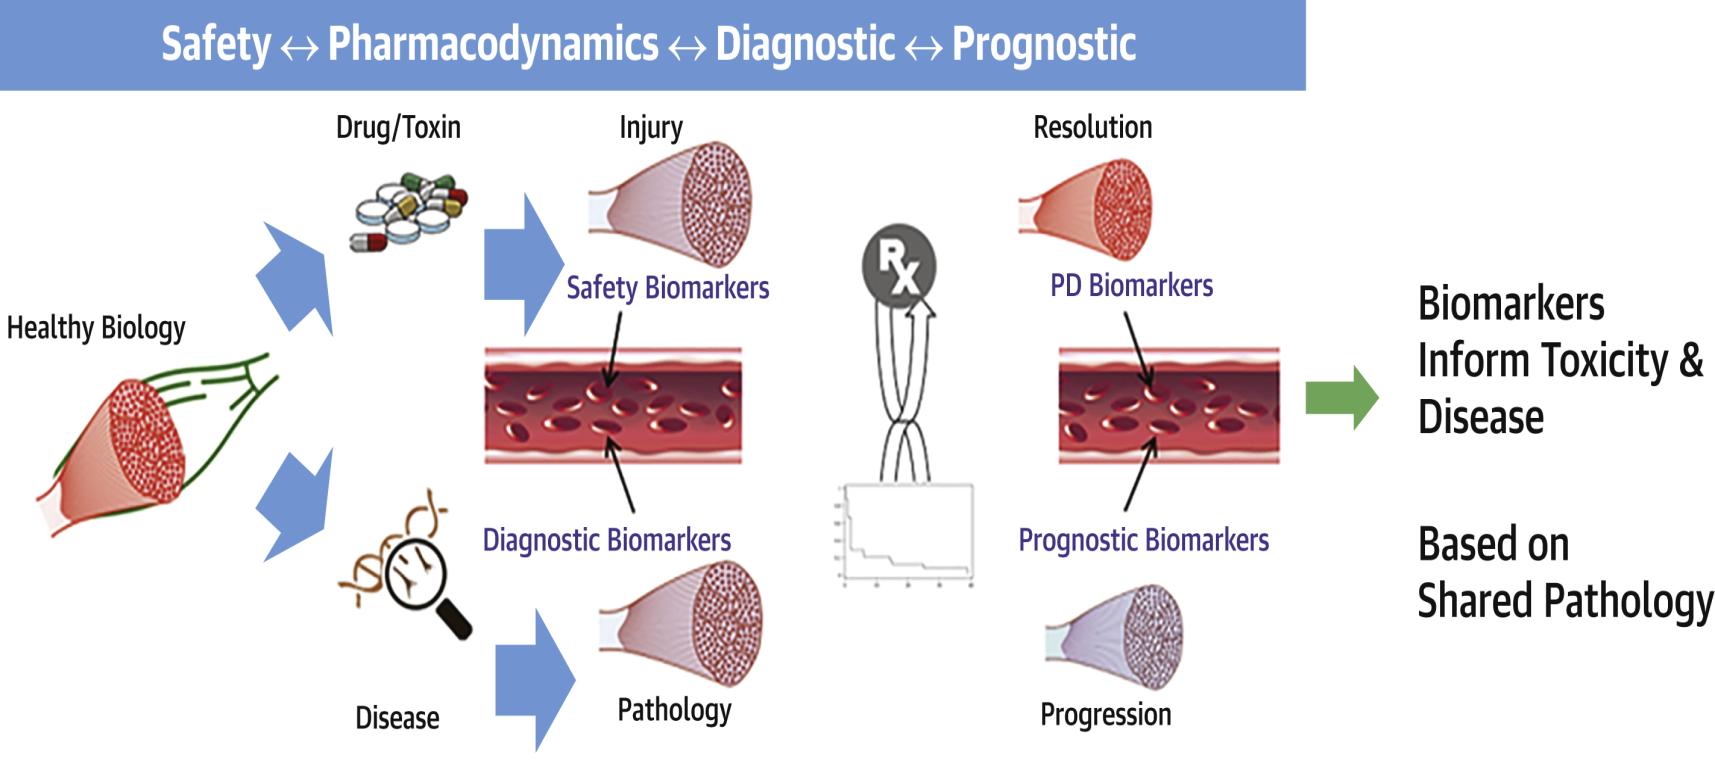 Safety ↔ Pharmacodynamics ↔ Diagnostic ↔ Prognostic
Drug/Toxin
Injury
Resolution
Safety Biomarkers
PD Biomarkers
Healthy Biology
Rx
Biomarkers
Inform Toxicity &
Disease
Diagnostic Biomarkers
Prognostic Biomarkers
Based on
Shared Pathology
Disease
Pathology
Progression